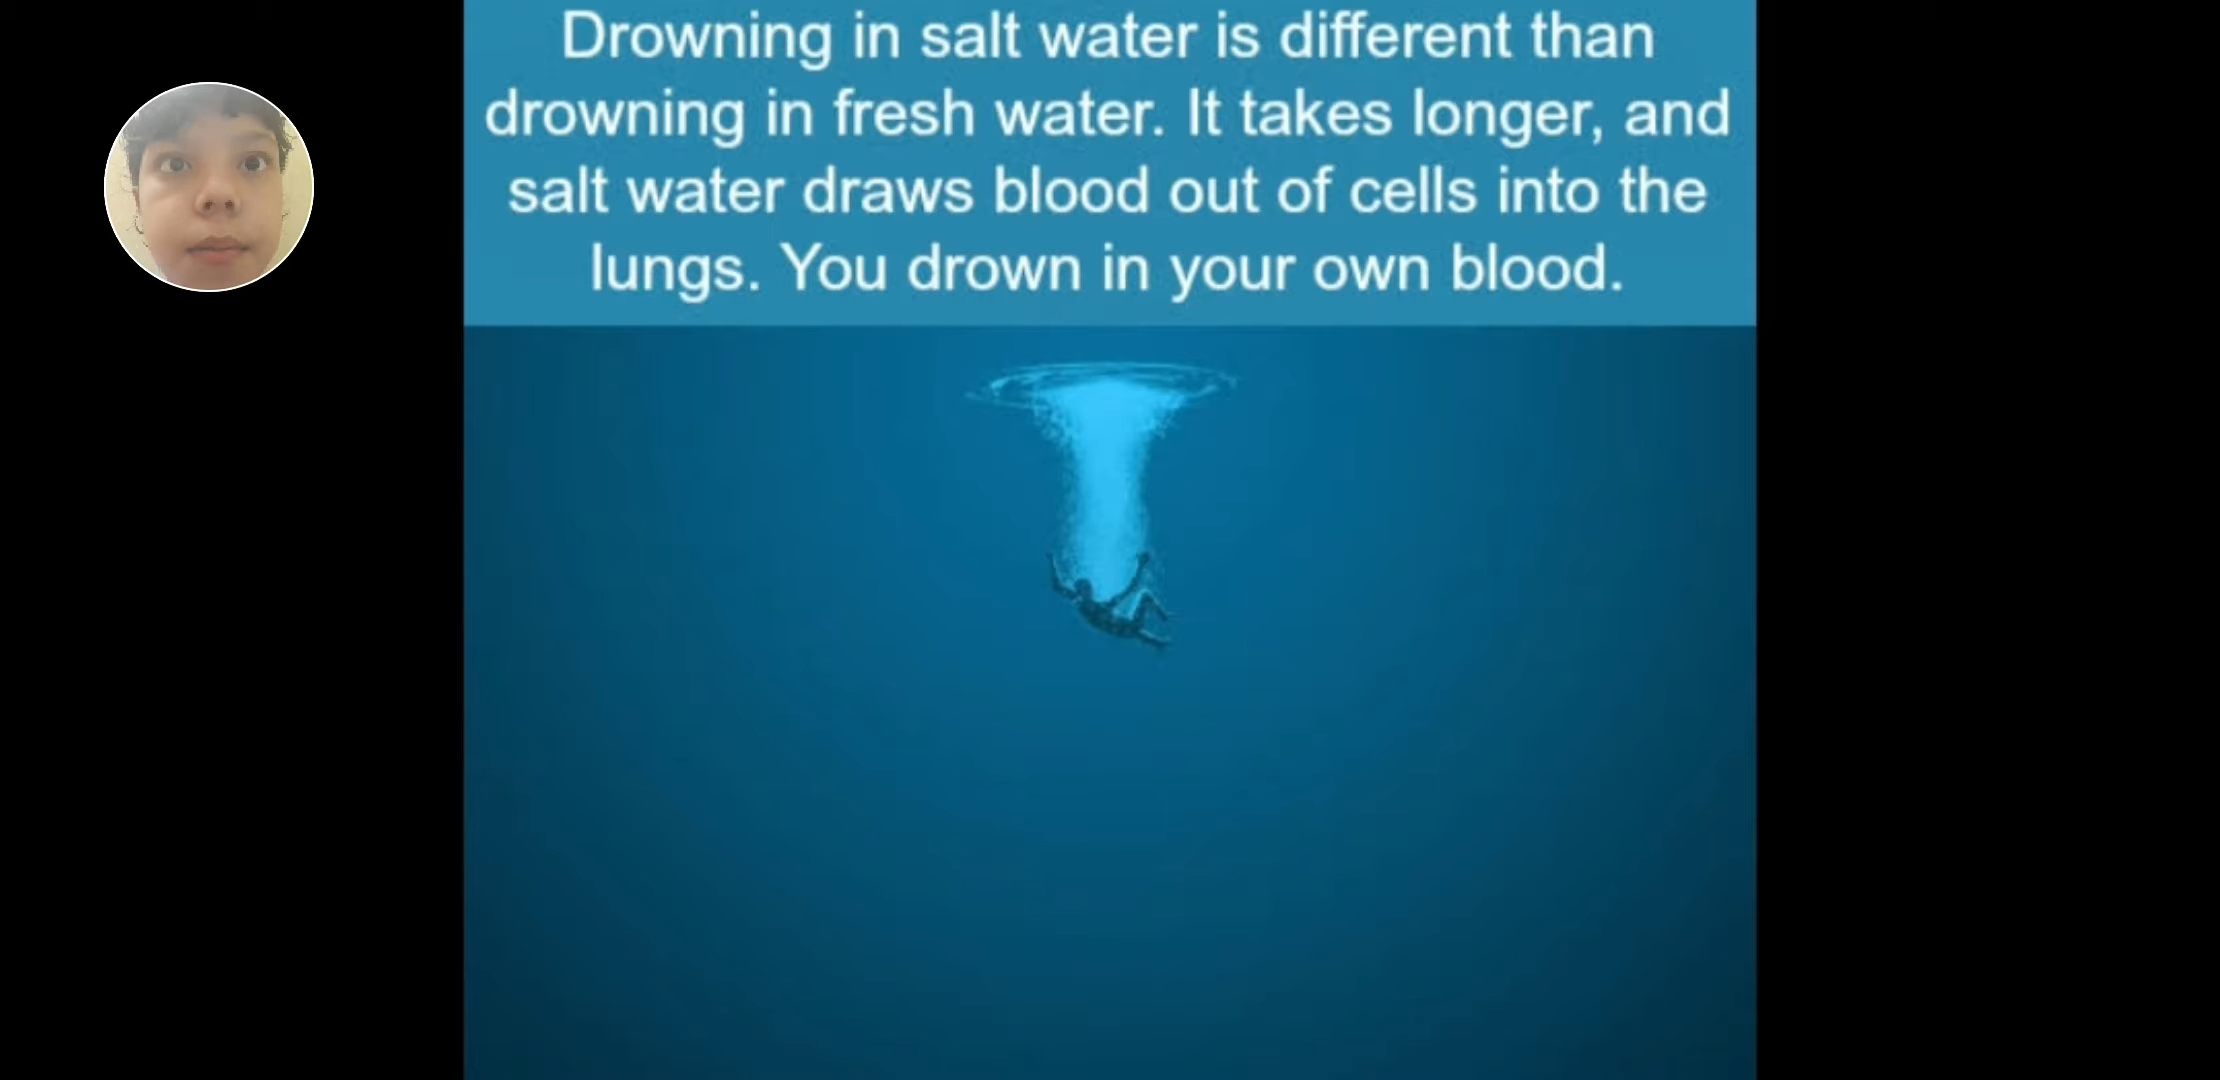 Drowning in salt water is different than
drowning in fresh water. It takes longer, and
salt water draws blood out of cells into the
lungs. You drown in your own blood.